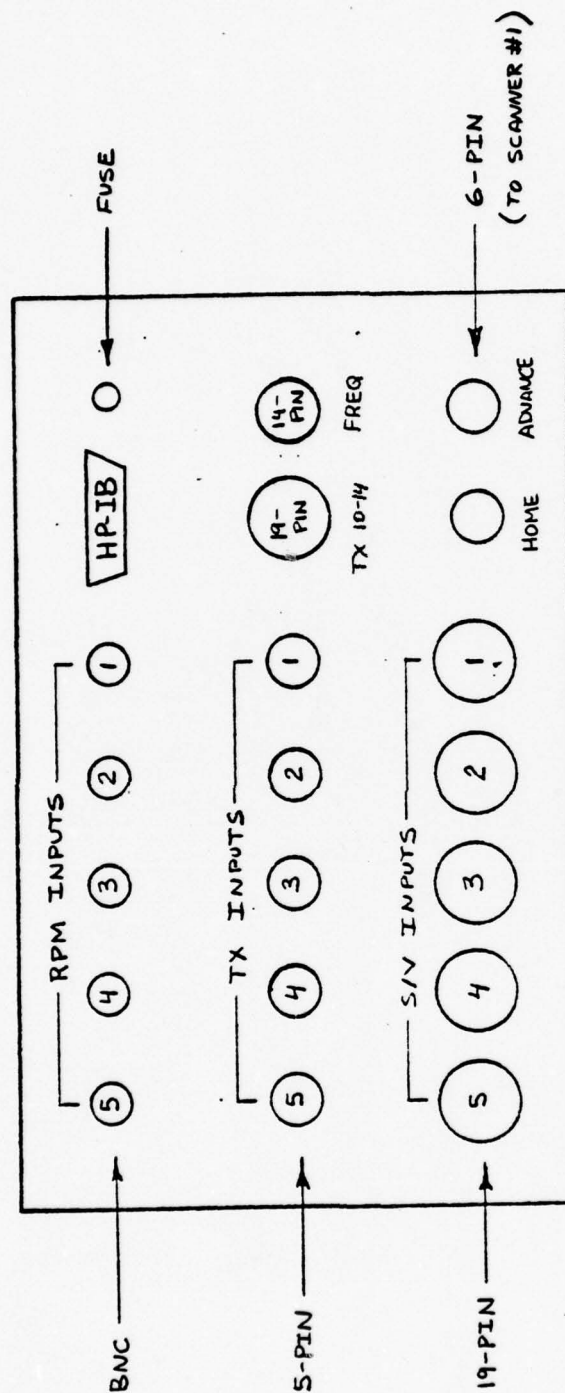 RPM INPUTS
BNC
5 4 3 2 1
HP-IB
FUSE
TX INPUTS
5-PIN
5 4 3 2 1
19-
PIN
TX 10-14
14-
PIN
FREQ
S/V INPUTS
19-PIN
5 4 3 2 1
HOME
ADVANCE
6-PIN
(TO SCANNER #1)